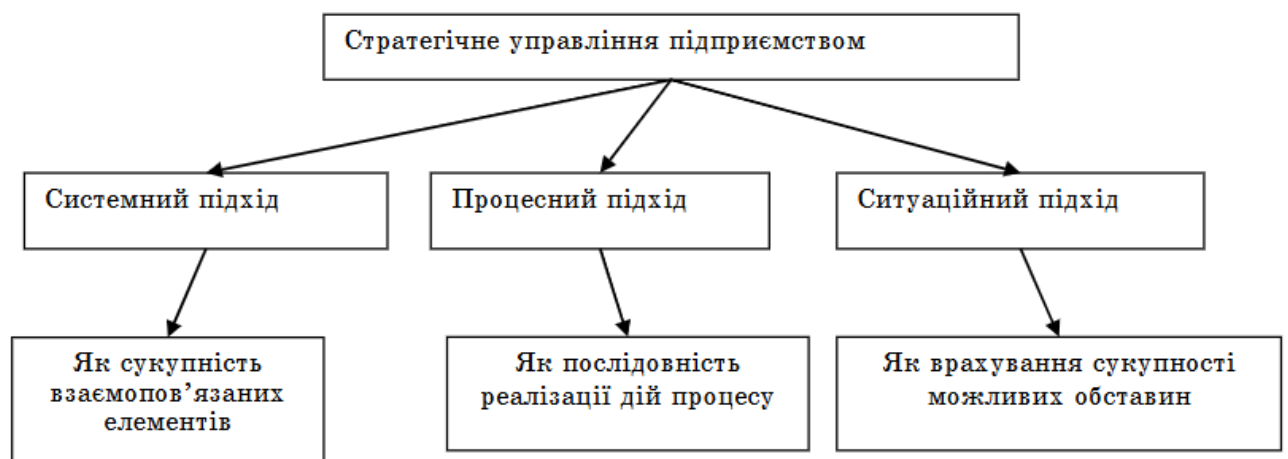 Стратегічне управління підприємством
Системний підхід
Процесний підхід
Ситуаційний підхід
Як сукупність
взаємопов’язаних
елементів
Як послідовність
реалізації дій процесу
Як врахування сукупності
можливих обставин